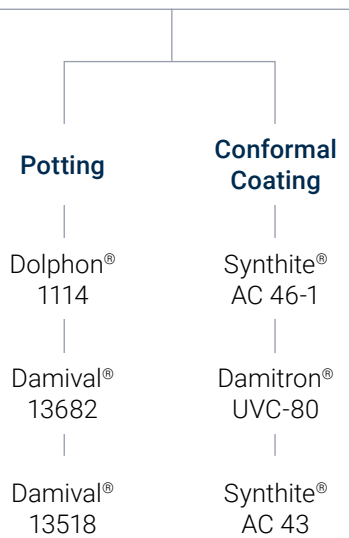 Potting
Dolphon®
1114
Damival®
13682
Damival®
13518
Conformal
Coating
Synthite®
AC 46-1
Damitron®
UVC-80
Synthite®
AC 43